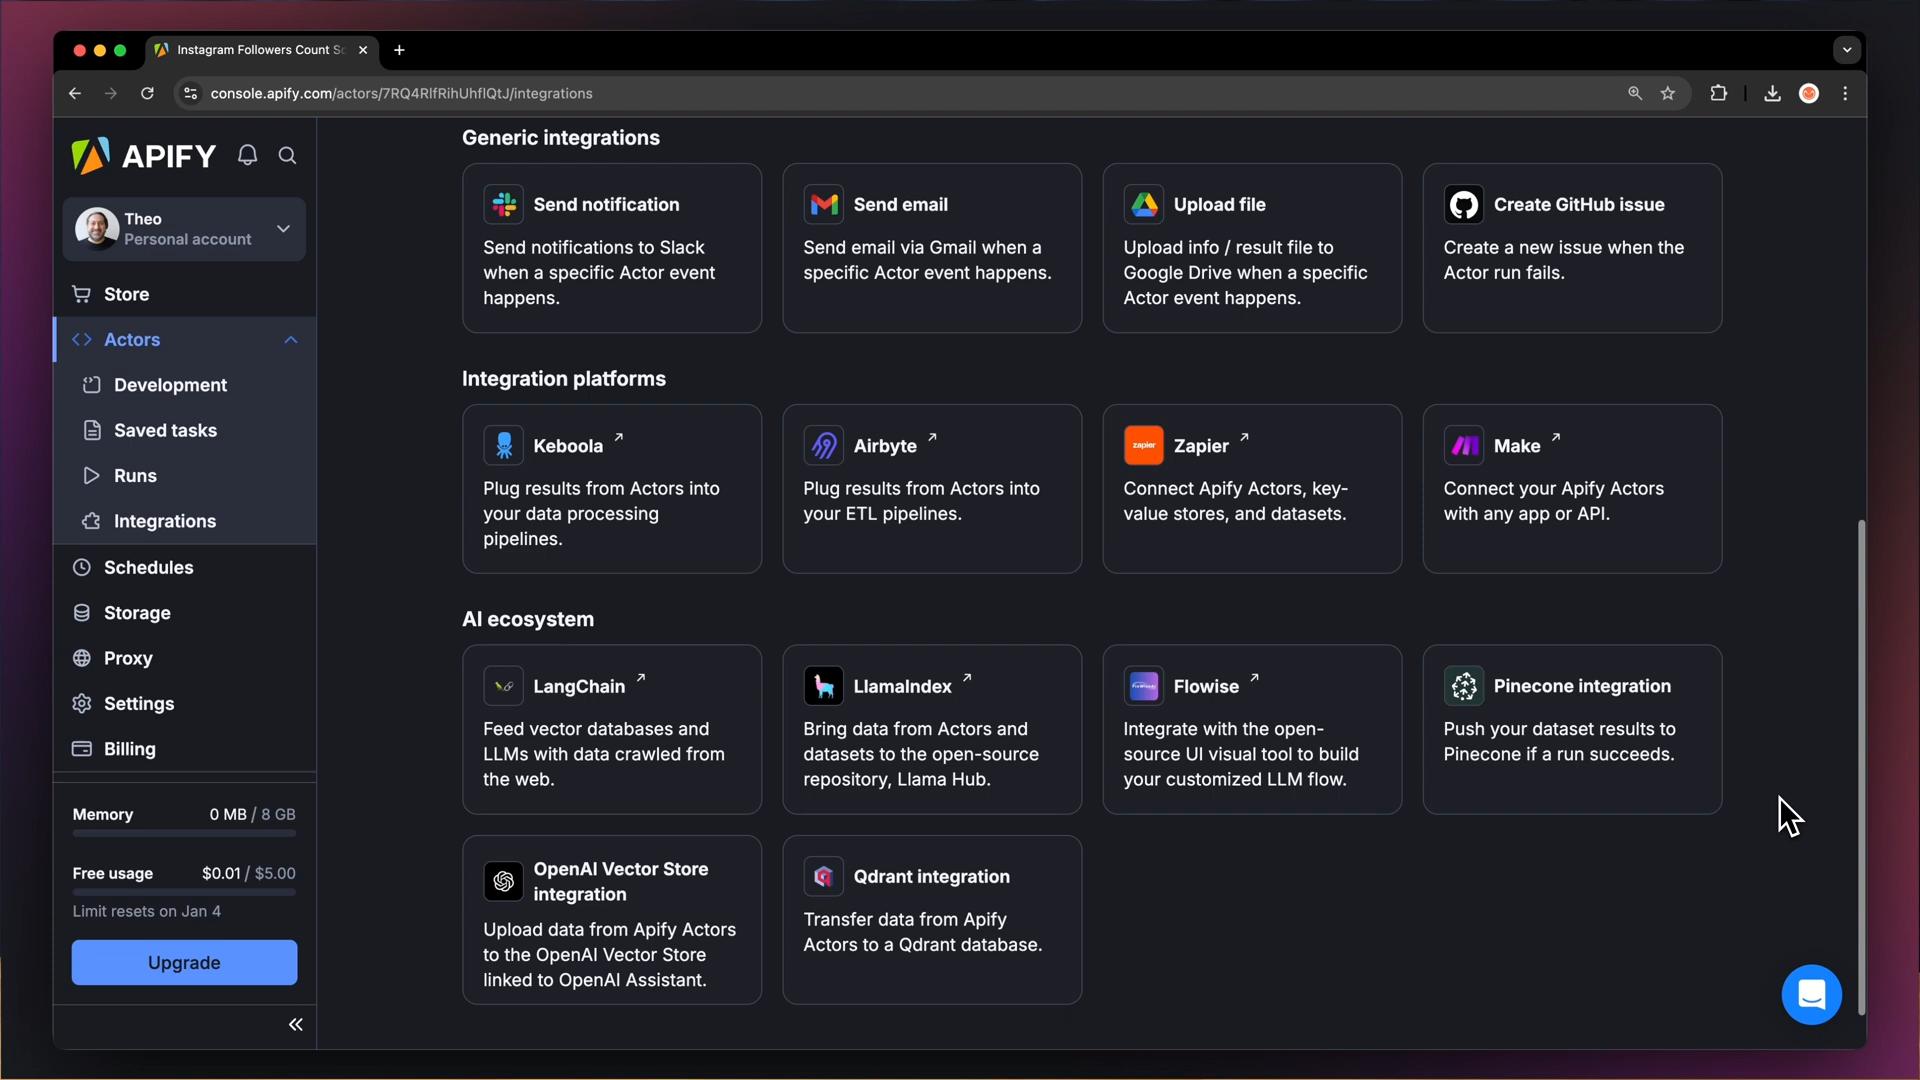 Instagram Followers Count Sc
console.apify.com/actors/7RQ4RlfRihUhflQtJ/integrations
APIFY
Theo
Personal account
Store
Actors
Development
Saved tasks
Runs
Integrations
Schedules
Storage
Proxy
Settings
Billing
Memory 0 MB / 8 GB
Free usage $0.01 / $5.00
Limit resets on Jan 4
Upgrade
Generic integrations
Send notification
Send notifications to Slack
when a specific Actor event
happens.
Send email
Send email via Gmail when a
specific Actor event happens.
Upload file
Upload info / result file to
Google Drive when a specific
Actor event happens.
Create GitHub issue
Create a new issue when the
Actor run fails.
Integration platforms
Keboola
Plug results from Actors into
your data processing
pipelines.
Airbyte
Plug results from Actors into
your ETL pipelines.
zapier
Zapier
Connect Apify Actors, key-
value stores, and datasets.
Make
Connect your Apify Actors
with any app or API.
AI ecosystem
LangChain
Feed vector databases and
LLMs with data crawled from
the web.
LlamaIndex
Bring data from Actors and
datasets to the open-source
repository, Llama Hub.
Flowise
Integrate with the open-
source UI visual tool to build
your customized LLM flow.
Pinecone integration
Push your dataset results to
Pinecone if a run succeeds.
OpenAI Vector Store
integration
Upload data from Apify Actors
to the OpenAI Vector Store
linked to OpenAI Assistant.
Qdrant integration
Transfer data from Apify
Actors to a Qdrant database.